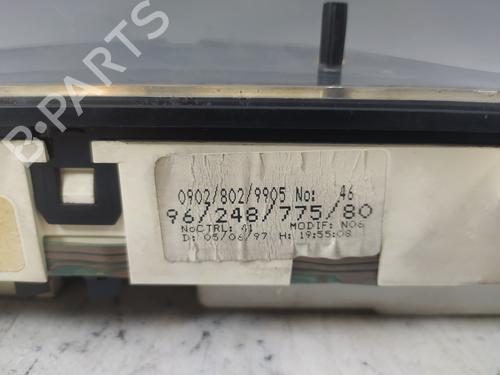 B-PARTS
0902/802/9905 No: 46
96/248/775/80
NoCTRL: 41 MODIF: N06
D: 05/06/97 H: 19:55:08